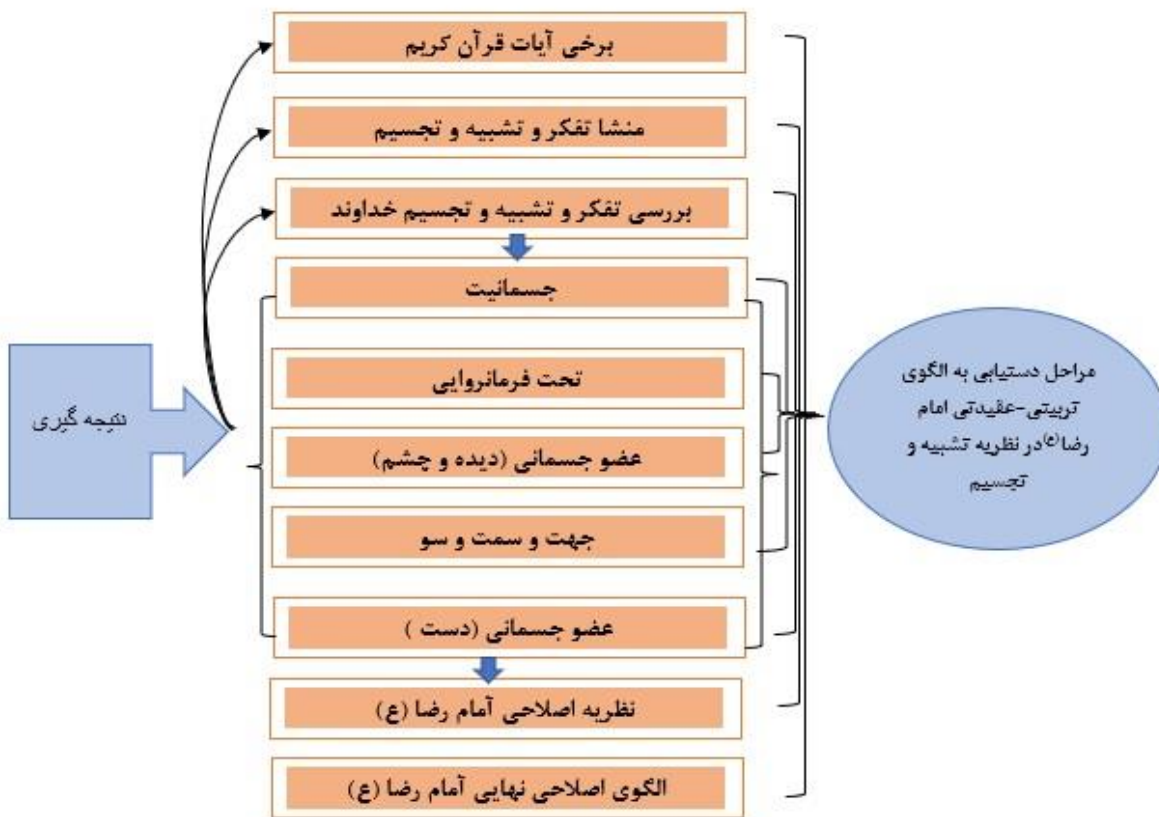 برخی آیات قرآن کریم
منشا تفکر و تشبیه و تجسیم
بررسی تفکر و تشبیه و تجسیم خداوند
جسمانیت
تحت فرمانروایی
عضو جسمانی (دیده و چشم)
جهت و سمت و سو
عضو جسمانی (دست )
نظریه اصلاحی آمام رضا (ع)
الگوی اصلاحی نهایی آمام رضا (ع)
مراحل دستیابی به الگوی
تربیتی-عقیدتی امام
رضا(ع)در نظریه تشبیه و
تجسیم
نتیجه گیری